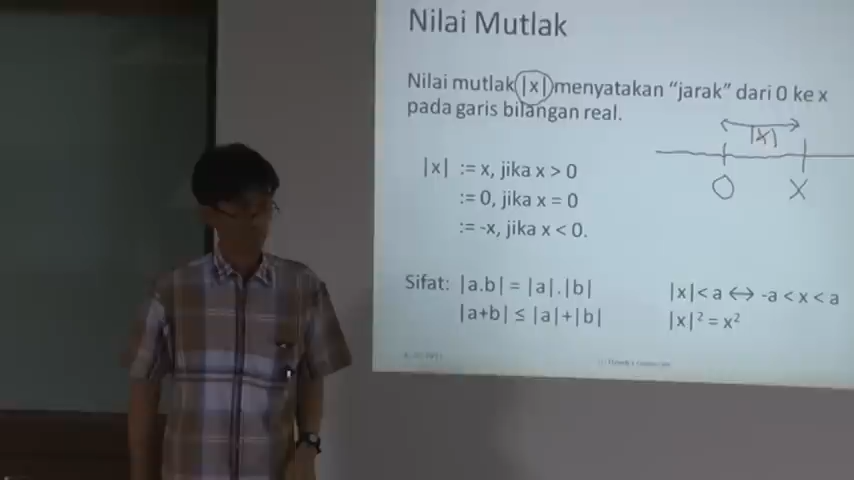 Nilai Mutlak
Nilai mutlak |x| menyatakan “jarak” dari 0 ke x
pada garis bilangan real.
|x|
0 x
|x| := x, jika x > 0
:= 0, jika x = 0
:= -x, jika x < 0.
Sifat: |a.b| = |a|.|b|
|a+b| ≤ |a|+|b|
|x|< a ↔ -a < x < a
|x|² = x²